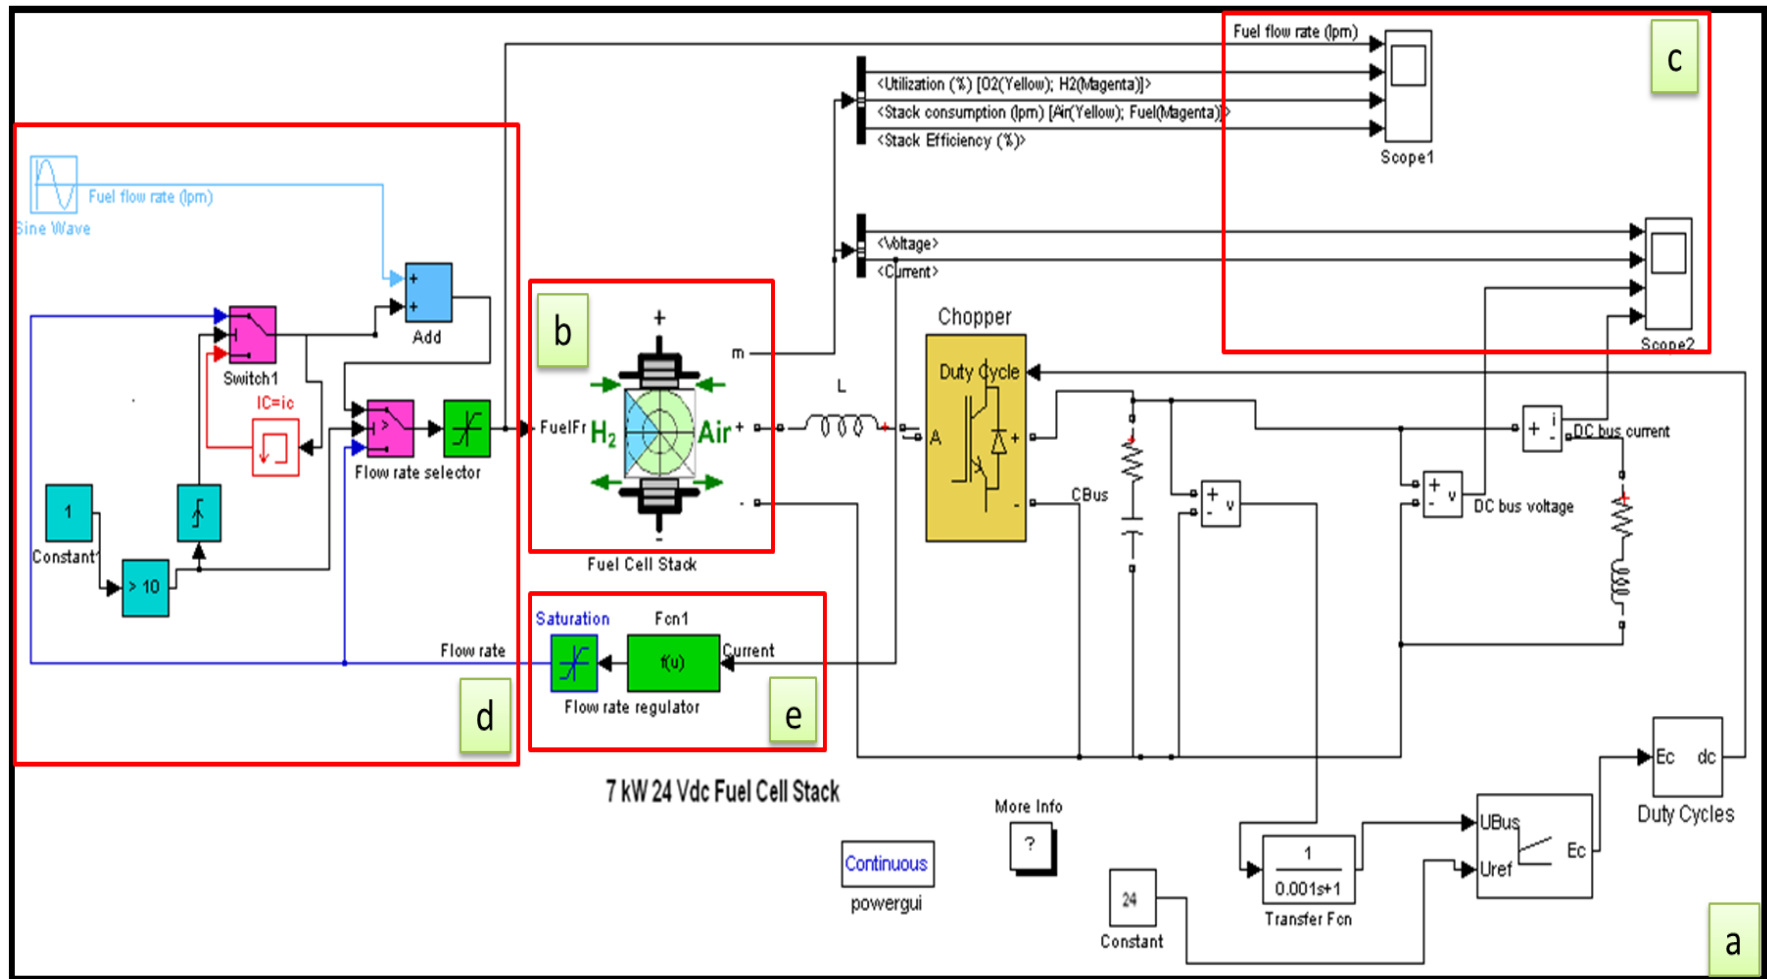 Fuel flow rate (lpm)
c
<Utilization (%) [O2(Yellow); H2(Magenta)]>
<Stack consumption (lpm) [Air(Yellow); Fuel(Magenta)]>
<Stack Efficiency (%)>
Scope1
Fuel flow rate (lpm)
Sine Wave
<Voltage>
<Current>
Scope2
+
+
Add
Switch1
IC=ic
>
Flow rate selector
1
Constant1
> 10
Flow rate
d
b
+
m
FuelFr
H2
Air
+
-
-
Fuel Cell Stack
L
+
Chopper
Duty Cycle
A
+
-
+
CBus
+
-
v
+
i
-
DC bus current
+
-
v
DC bus voltage
+
Saturation
Fcn1
f(u)
Current
Flow rate regulator
e
7 kW 24 Vdc Fuel Cell Stack
Continuous
powergui
More Info
?
24
Constant
1
0.001s+1
Transfer Fcn
UBus
Uref
Ec
Ec
dc
Duty Cycles
a